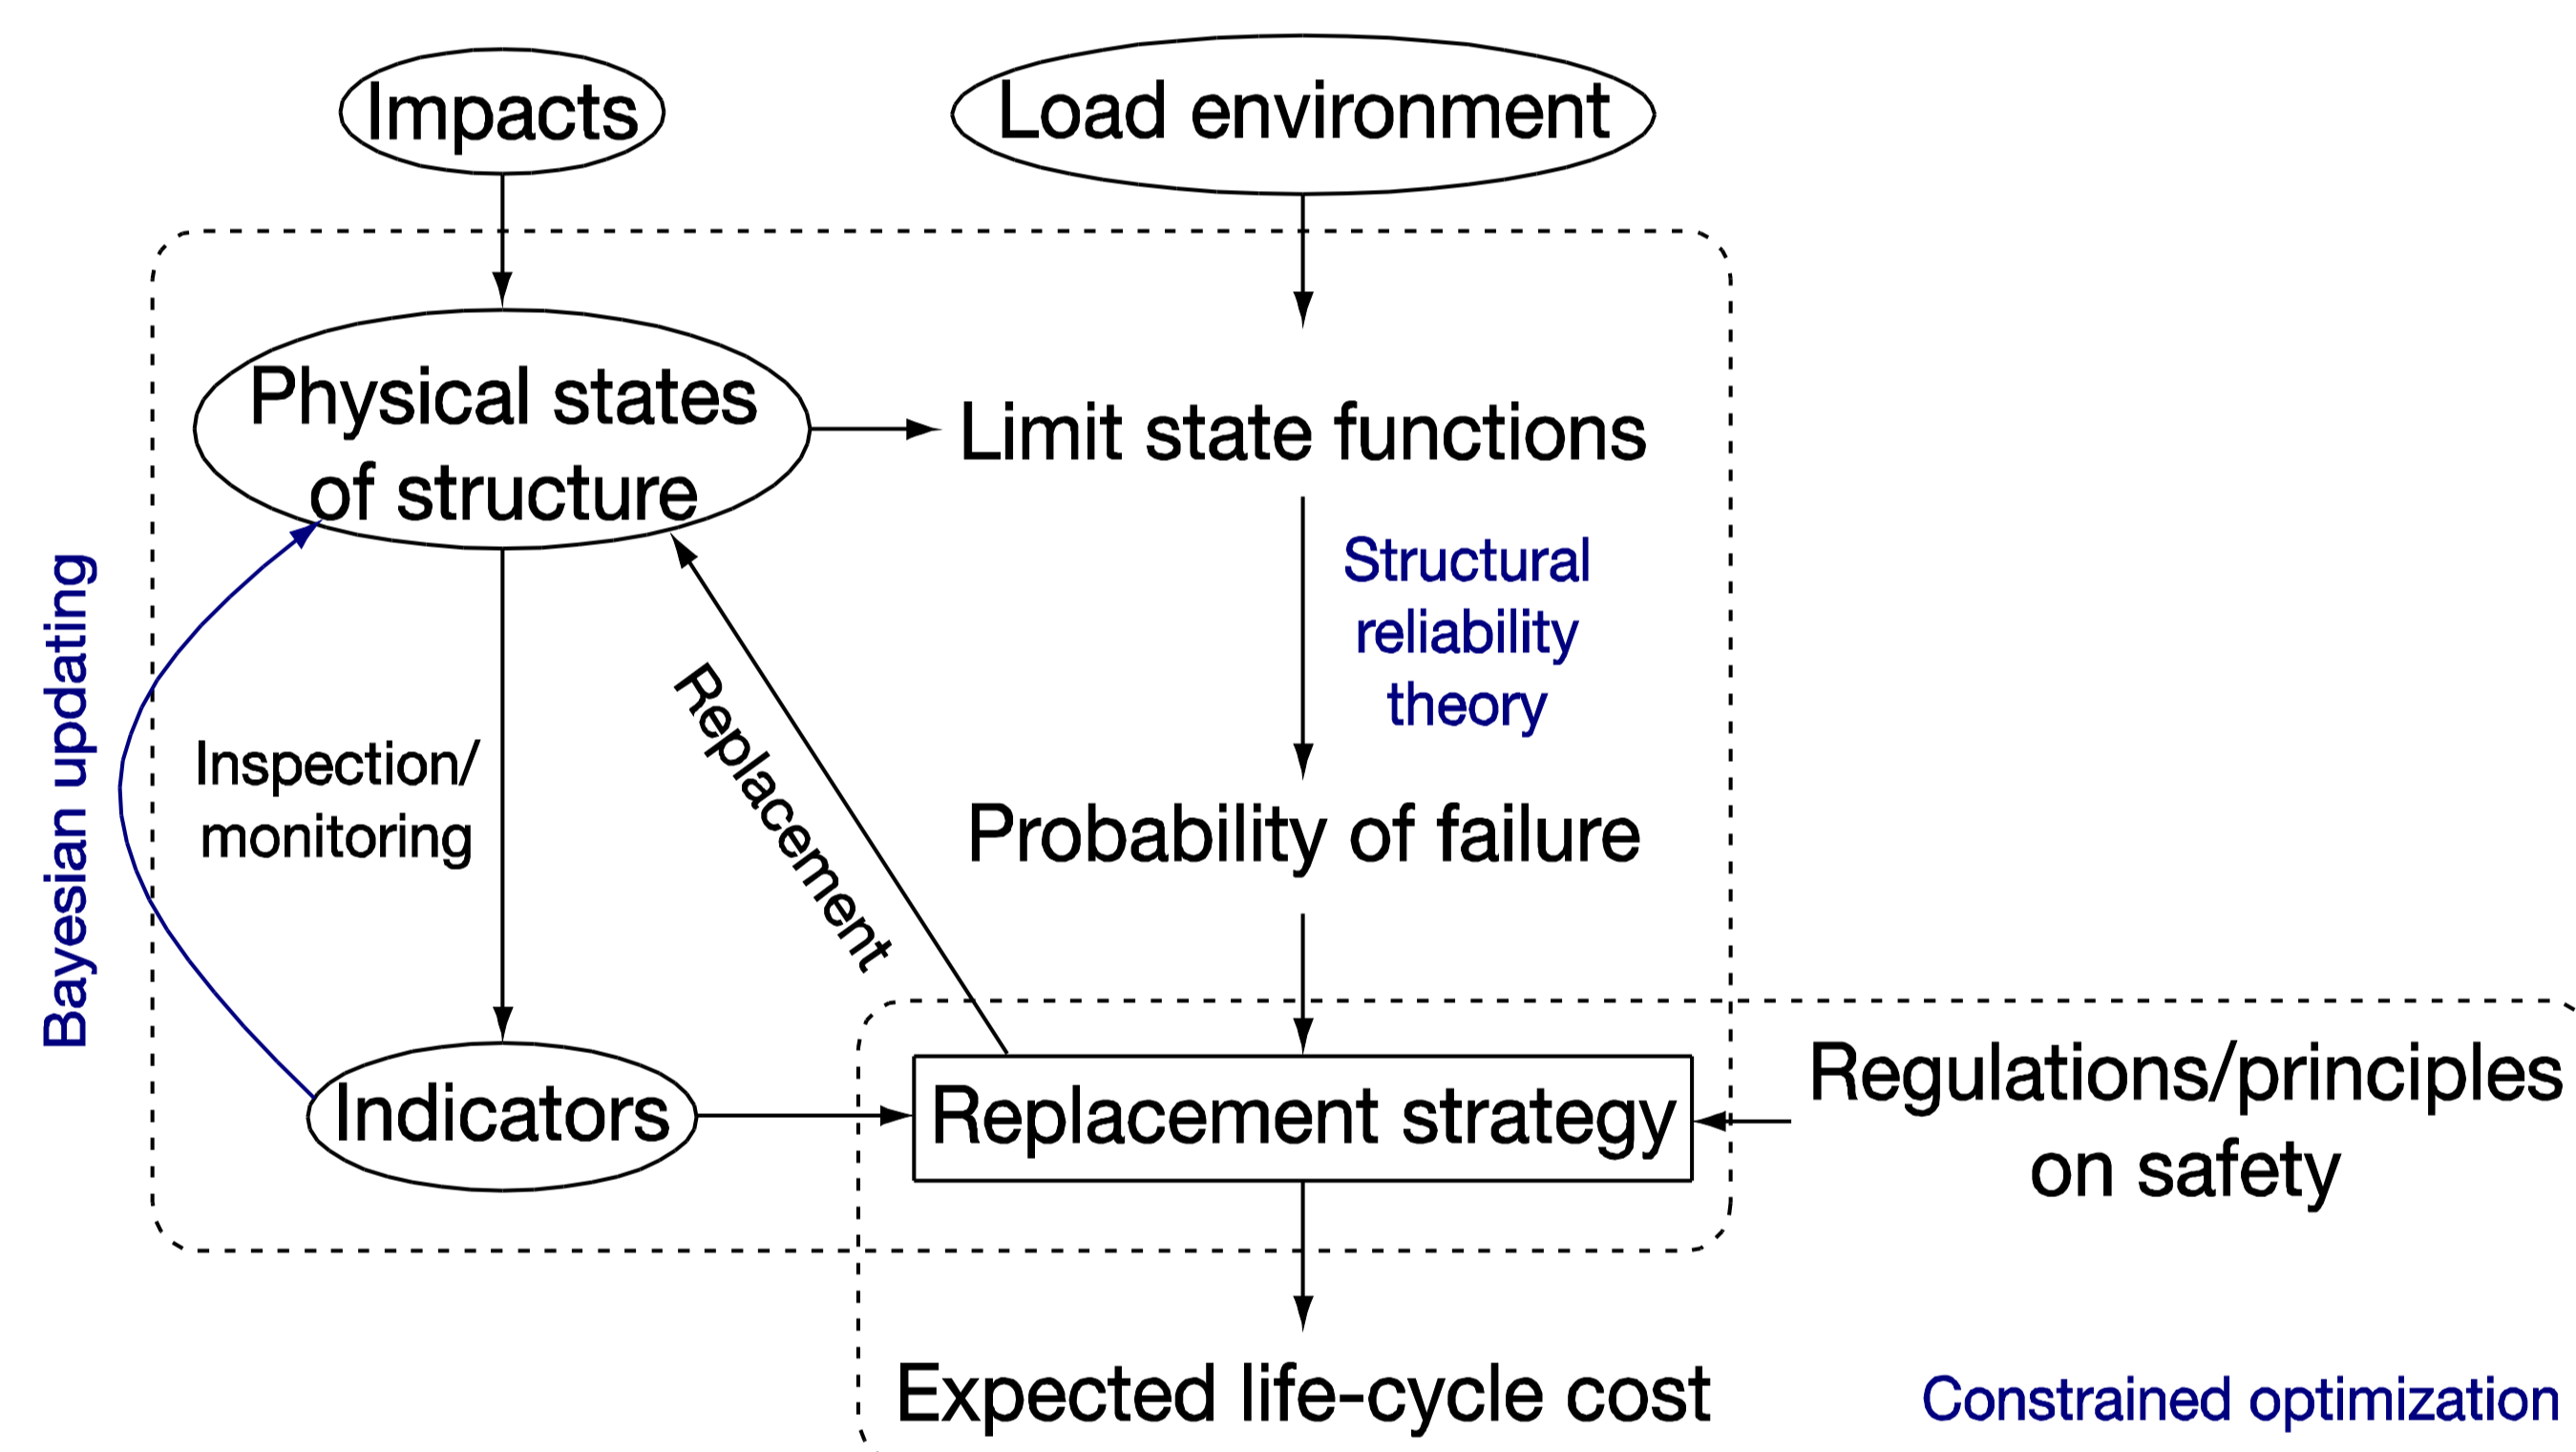 Impacts
Load environment
Physical states
of structure
Limit state functions
Structural
reliability
theory
Bayesian updating
Inspection/
monitoring
Replacement
Probability of failure
Indicators
Replacement strategy
Regulations/principles
on safety
Expected life-cycle cost
Constrained optimization